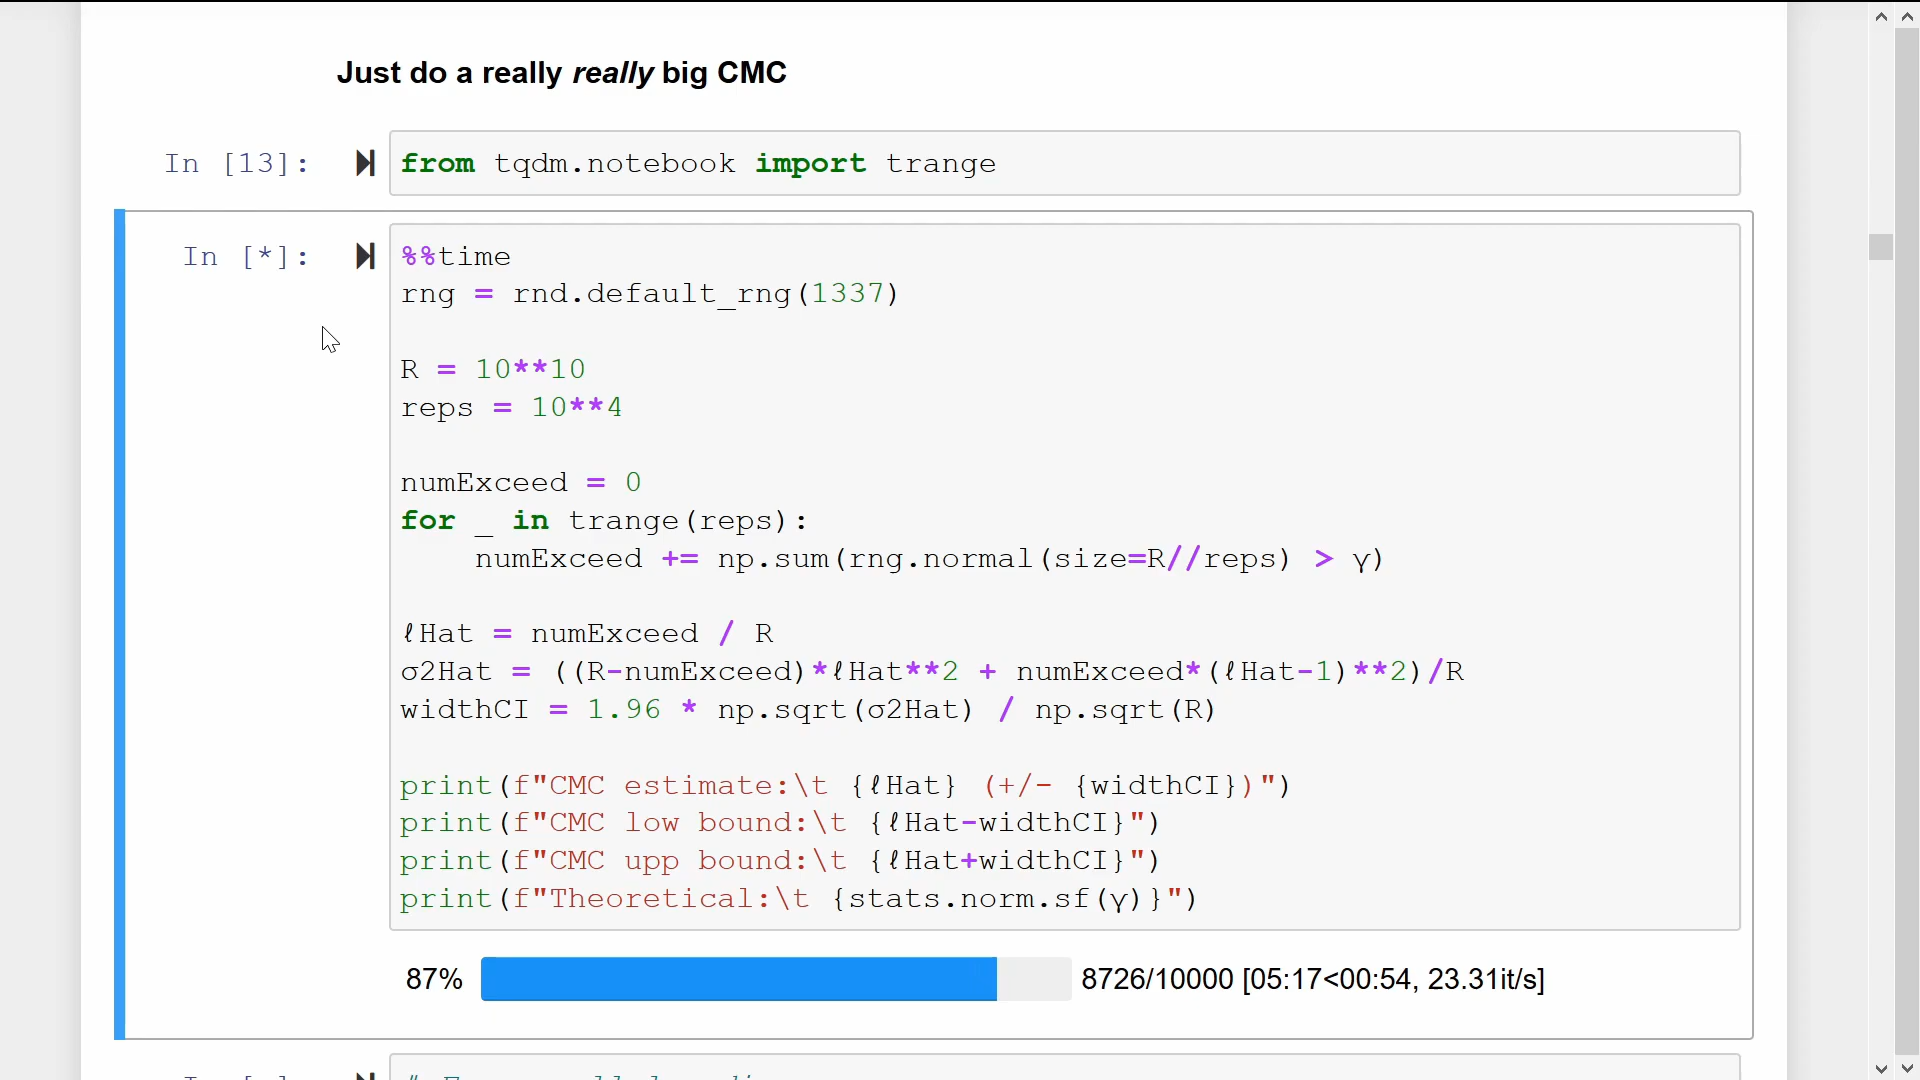 Just do a really really big CMC
In [13]:
from tqdm.notebook import trange
In [*]:
%%time
rng = rnd.default_rng(1337)
R = 10**10
reps = 10**4
numExceed = 0
for _ in trange(reps):
    numExceed += np.sum(rng.normal(size=R//reps) > γ)
ℓHat = numExceed / R
σ2Hat = ((R-numExceed)*ℓHat**2 + numExceed*(ℓHat-1)**2)/R
widthCI = 1.96 * np.sqrt(σ2Hat) / np.sqrt(R)
print(f"CMC estimate:\t {ℓHat} (+/- {widthCI})")
print(f"CMC low bound:\t {ℓHat-widthCI}")
print(f"CMC upp bound:\t {ℓHat+widthCI}")
print(f"Theoretical:\t {stats.norm.sf(γ)}")
87% 8726/10000 [05:17<00:54, 23.31it/s]